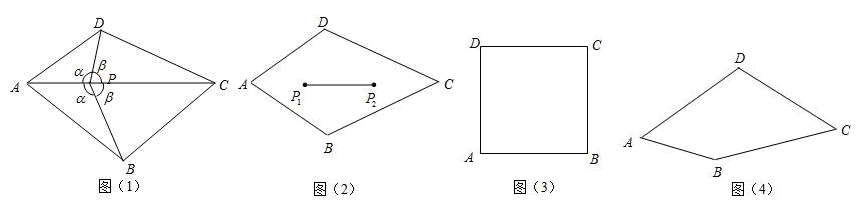 D
α β
A P C
α β
B
图（1）
D
A P₁ P₂ C
B
图（2）
D C
A B
图（3）
D
A C
B
图（4）